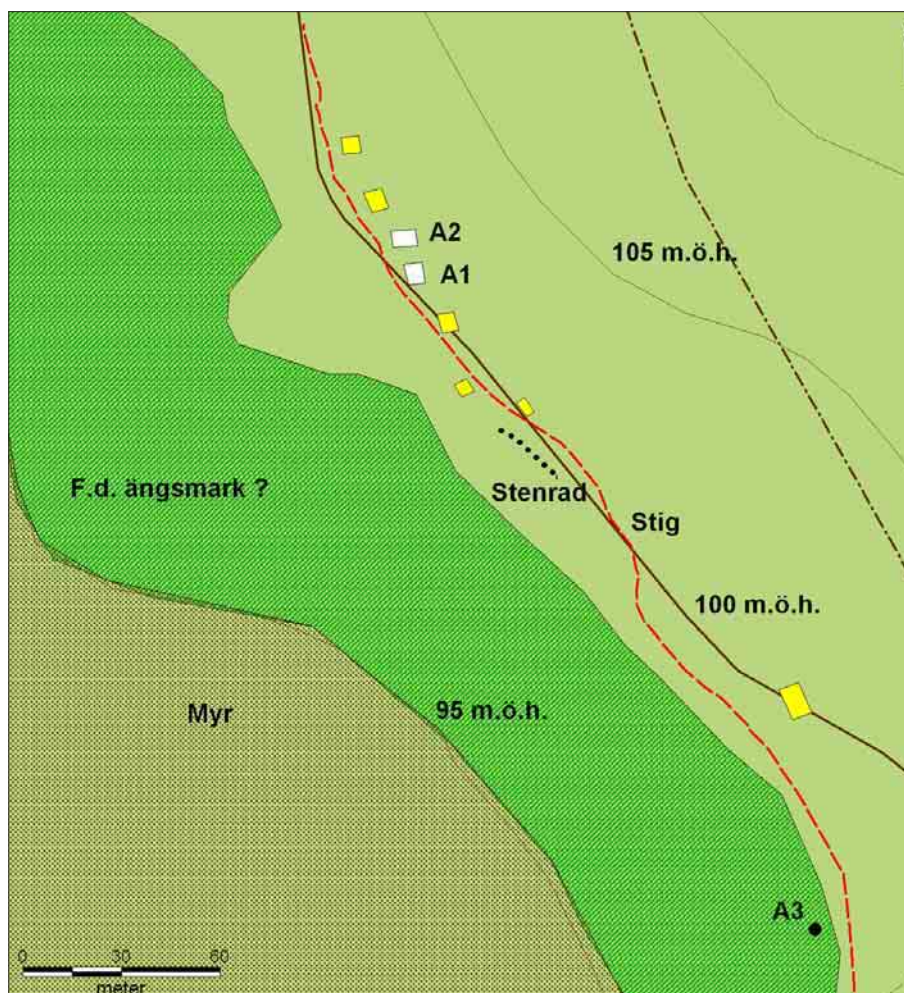 A2
105 m.ö.h.
A1
F.d. ängsmark ?
Stenrad
Stig
100 m.ö.h.
Myr
95 m.ö.h.
A3
0 30 60
meter